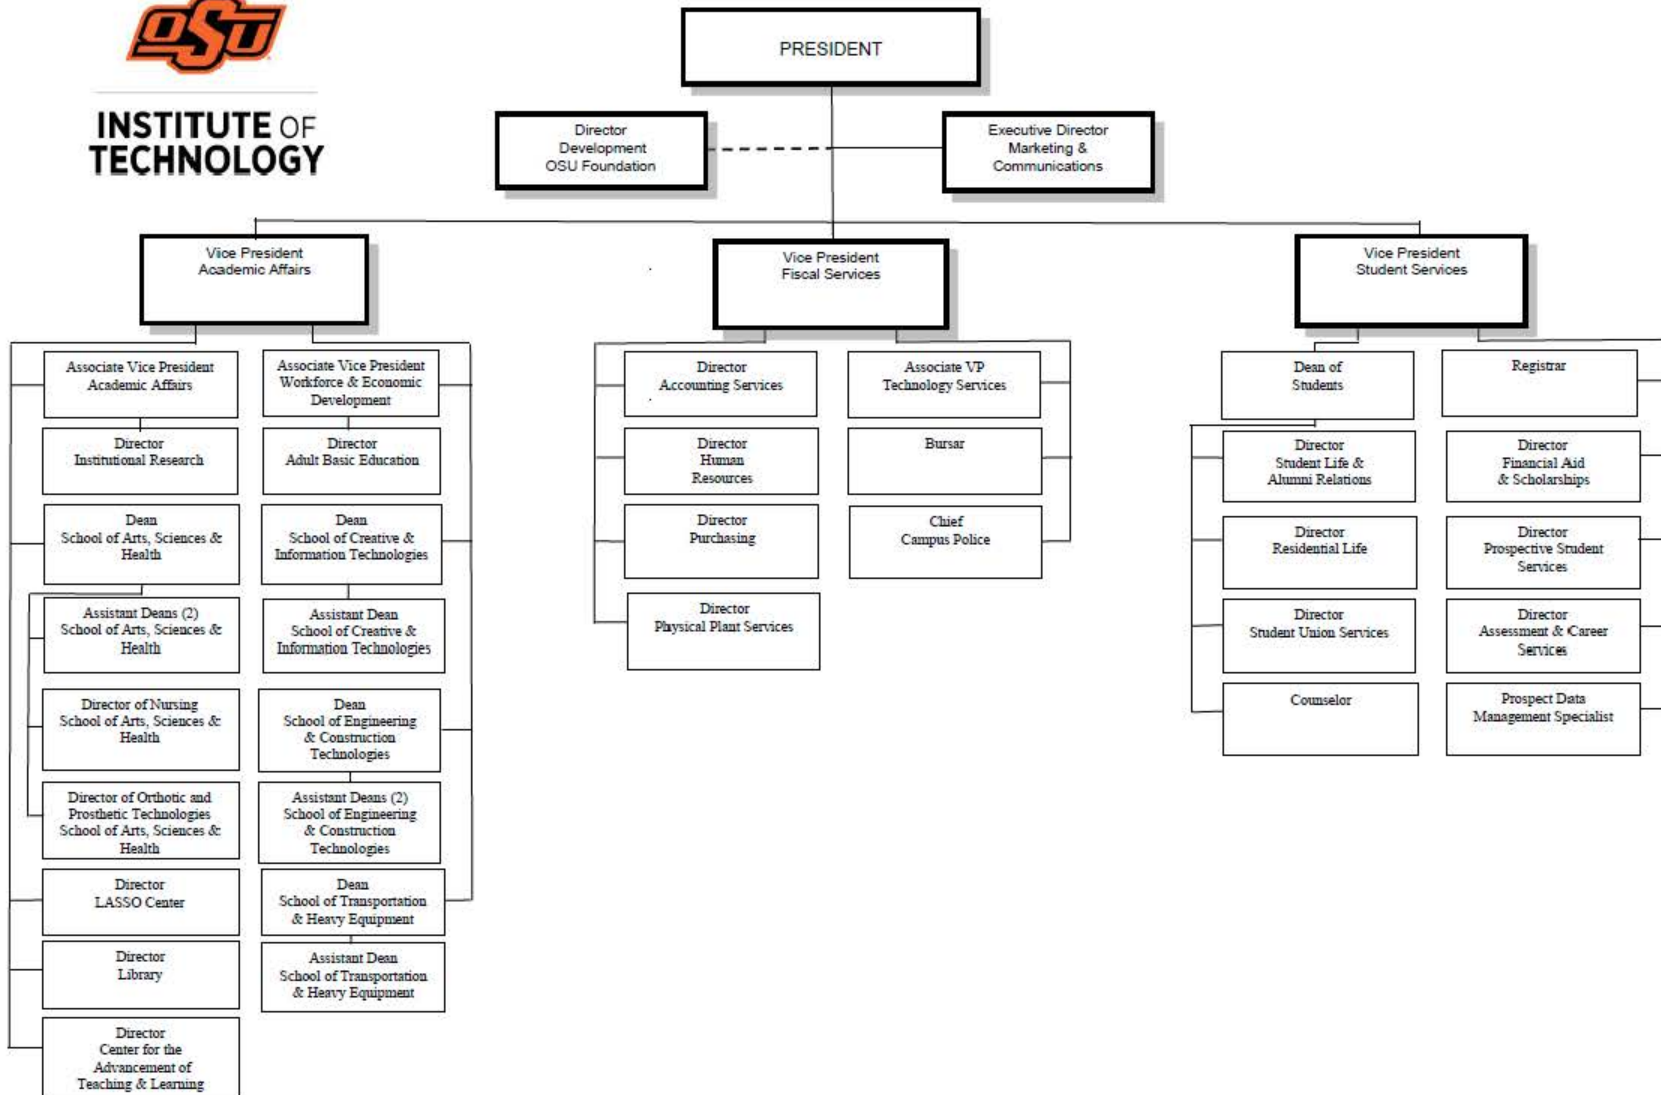 OSU
INSTITUTE OF
TECHNOLOGY
PRESIDENT
Director
Development
OSU Foundation
Executive Director
Marketing &
Communications
Vice President
Academic Affairs
Vice President
Fiscal Services
Vice President
Student Services
Associate Vice President
Academic Affairs
Director
Institutional Research
Dean
School of Arts, Sciences &
Health
Assistant Deans (2)
School of Arts, Sciences &
Health
Director of Nursing
School of Arts, Sciences &
Health
Director of Orthotic and
Prosthetic Technologies
School of Arts, Sciences &
Health
Director
LASSO Center
Director
Library
Director
Center for the
Advancement of
Teaching & Learning
Associate Vice President
Workforce & Economic
Development
Director
Adult Basic Education
Dean
School of Creative &
Information Technologies
Assistant Dean
School of Creative &
Information Technologies
Dean
School of Engineering
& Construction
Technologies
Assistant Deans (2)
School of Engineering
& Construction
Technologies
Dean
School of Transportation
& Heavy Equipment
Assistant Dean
School of Transportation
& Heavy Equipment
Director
Accounting Services
Director
Human
Resources
Director
Purchasing
Director
Physical Plant Services
Associate VP
Technology Services
Bursar
Chief
Campus Police
Dean of
Students
Director
Student Life &
Alumni Relations
Director
Residential Life
Director
Student Union Services
Counselor
Registrar
Director
Financial Aid
& Scholarships
Director
Prospective Student
Services
Director
Assessment & Career
Services
Prospect Data
Management Specialist